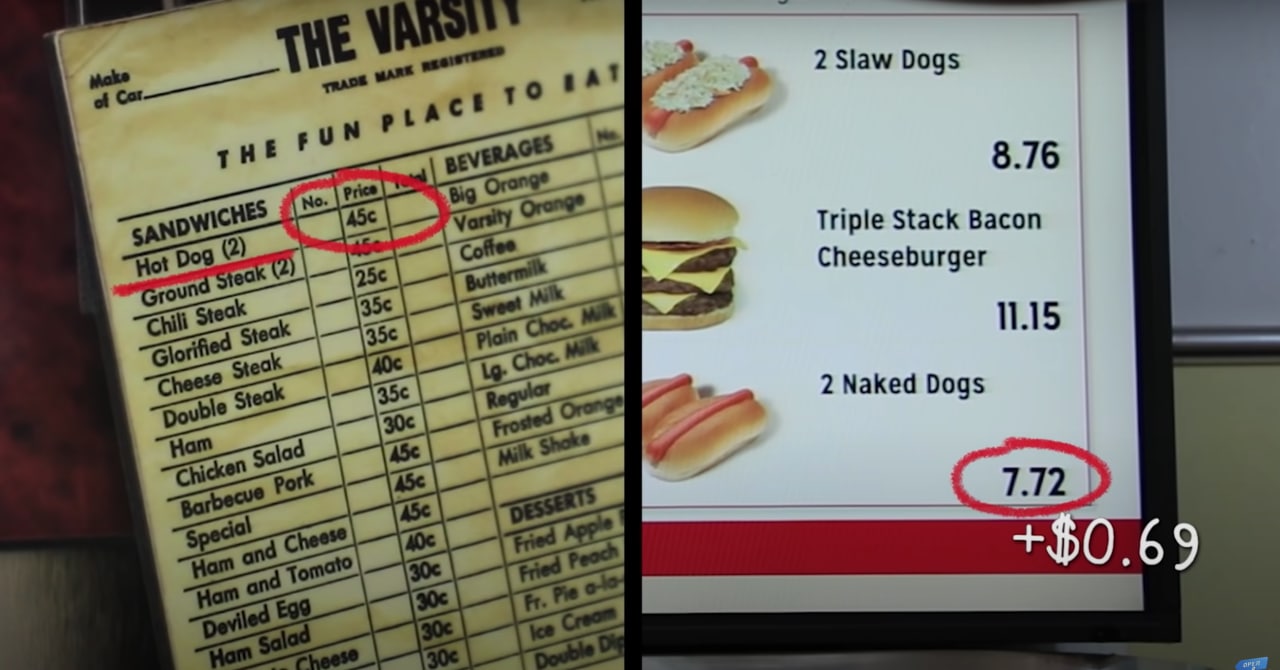 THE VARSITY
Make
of Car
TRADE MARK REGISTERED
THE FUN PLACE TO EAT
SANDWICHES No. Price Total
Hot Dog (2) 45c
Ground Steak (2) 45c
Chili Steak 25c
Glorified Steak 35c
Cheese Steak 35c
Double Steak 40c
Ham 35c
Chicken Salad 30c
Barbecue Pork 45c
Special 45c
Ham and Cheese 45c
Ham and Tomato 40c
Deviled Egg 30c
Ham Salad 30c
Cheese 30c
30c
BEVERAGES No.
Big Orange
Varsity Orange
Coffee
Buttermilk
Sweet Milk
Plain Choc. Milk
Lg. Choc. Milk
Regular
Frosted Orange
Milk Shake
DESSERTS
Fried Apple
Fried Peach
Fr. Pie a-la-
Ice Cream
Double Dip
2 Slaw Dogs
8.76
Triple Stack Bacon
Cheeseburger
11.15
2 Naked Dogs
7.72
+$0.69